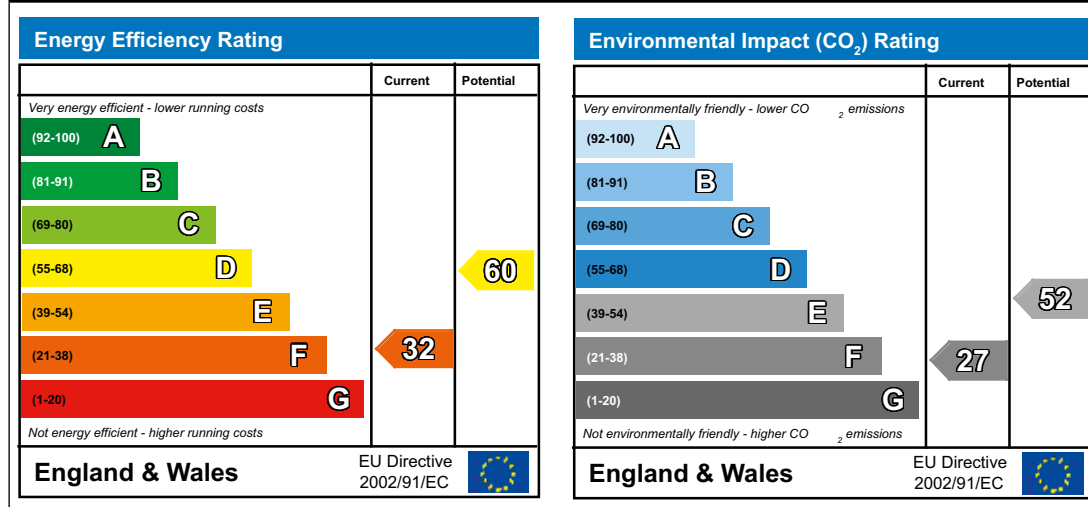 Energy Efficiency Rating
Current Potential
Very energy efficient - lower running costs
(92-100) A
(81-91) B
(69-80) C
(55-68) D
60
(39-54) E
(21-38) F
32
(1-20) G
Not energy efficient - higher running costs
England & Wales
EU Directive
2002/91/EC
Environmental Impact (CO2) Rating
Current Potential
Very environmentally friendly - lower CO 2 emissions
(92-100) A
(81-91) B
(69-80) C
(55-68) D
(39-54) E
52
(21-38) F
27
(1-20) G
Not environmentally friendly - higher CO 2 emissions
England & Wales
EU Directive
2002/91/EC